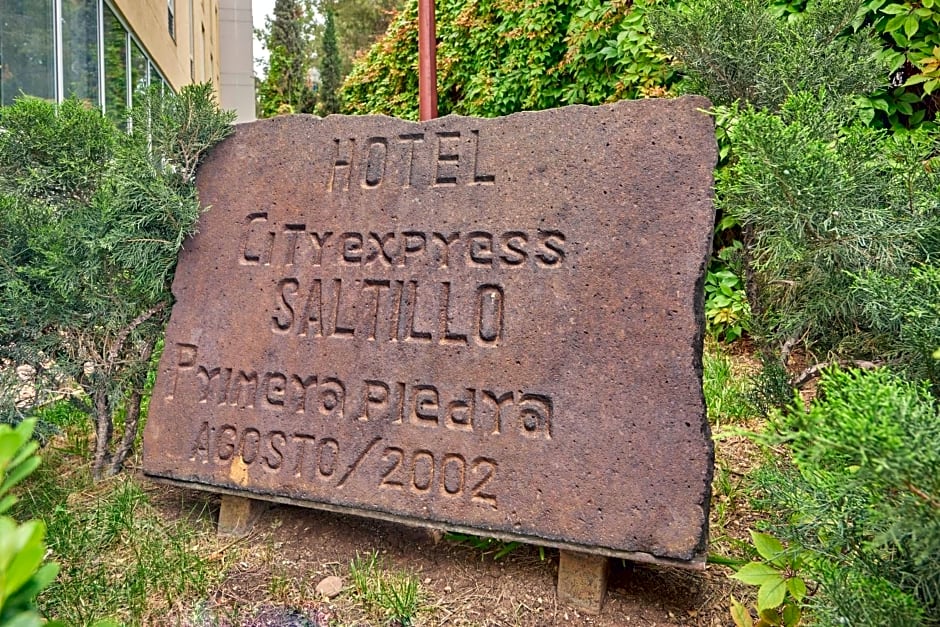 HOTEL
CiTyexpress
SALTILLO
Primera piedra
AGOSTO/2002